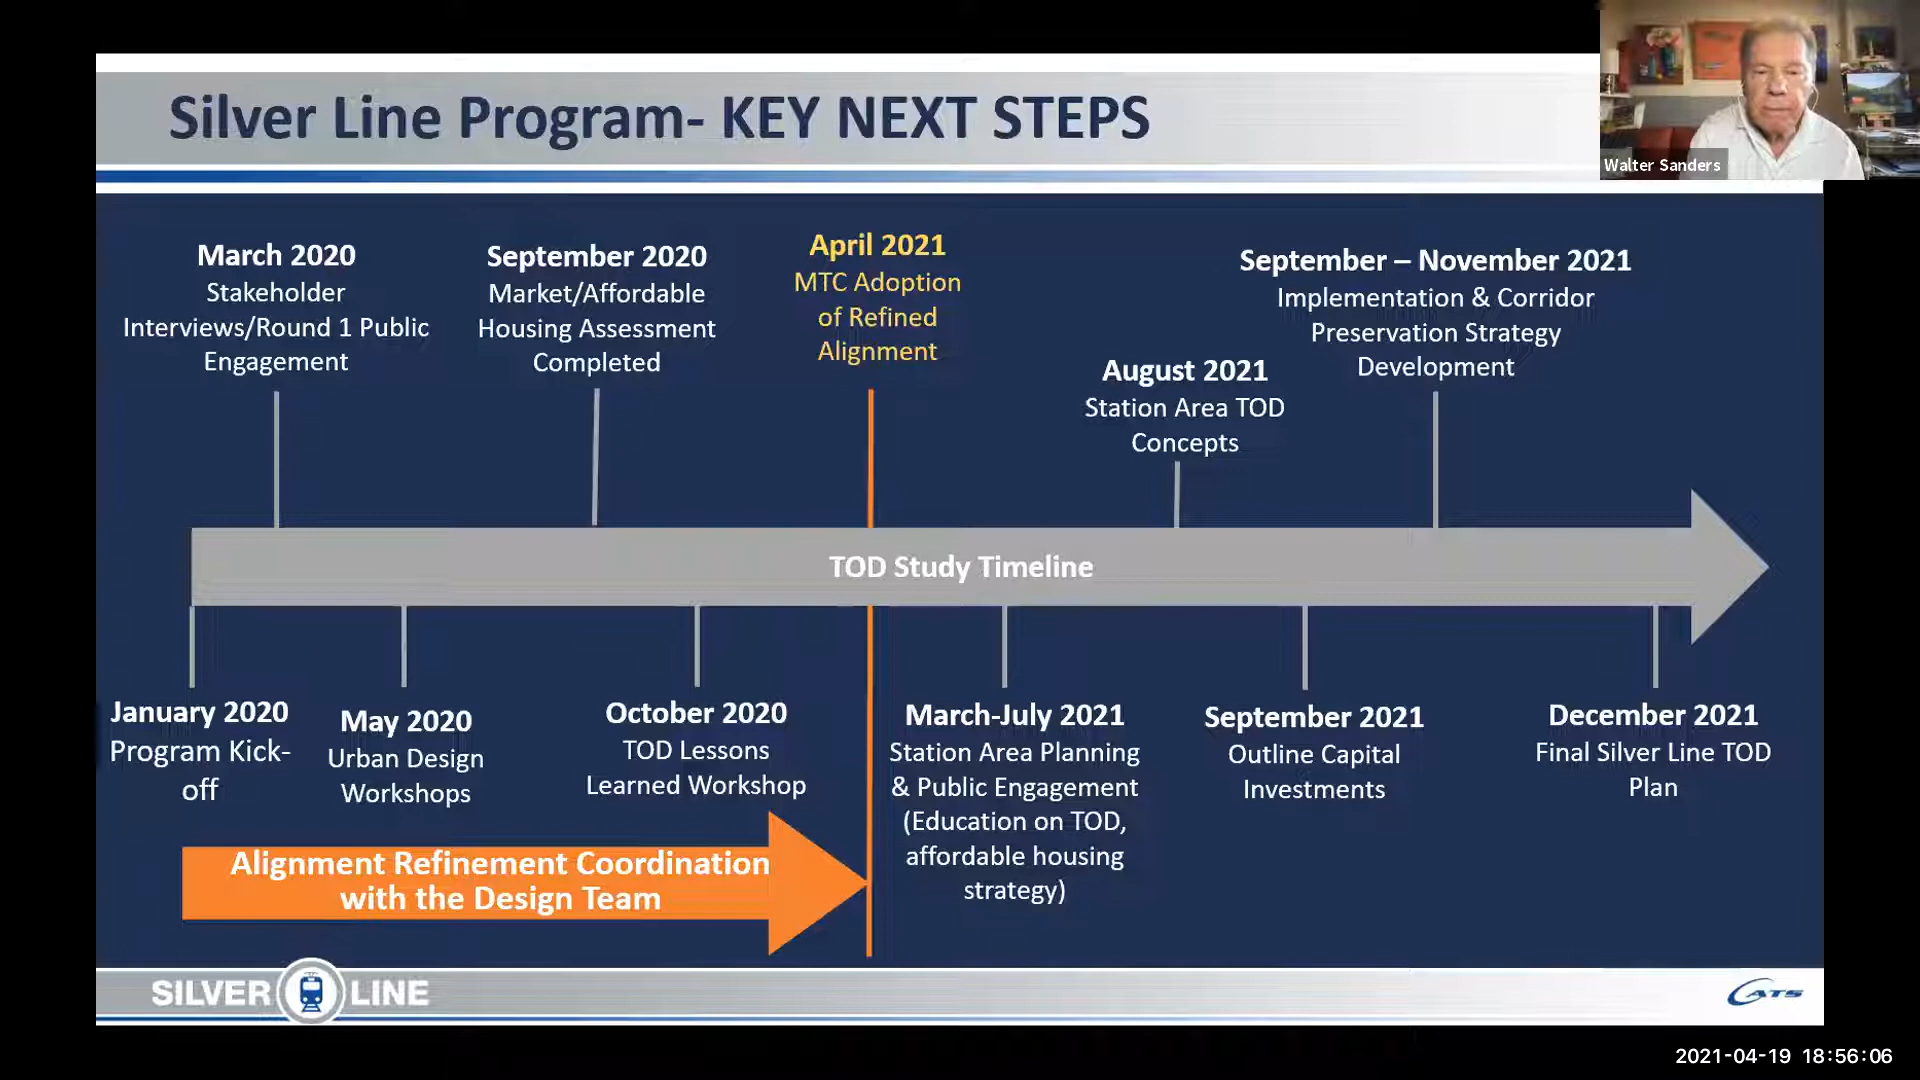 Silver Line Program- KEY NEXT STEPS
Walter Sanders
March 2020
Stakeholder
Interviews/Round 1 Public
Engagement
September 2020
Market/Affordable
Housing Assessment
Completed
April 2021
MTC Adoption
of Refined
Alignment
August 2021
Station Area TOD
Concepts
September – November 2021
Implementation & Corridor
Preservation Strategy
Development
TOD Study Timeline
January 2020
Program Kick-
off
May 2020
Urban Design
Workshops
October 2020
TOD Lessons
Learned Workshop
March-July 2021
Station Area Planning
& Public Engagement
(Education on TOD,
affordable housing
strategy)
September 2021
Outline Capital
Investments
December 2021
Final Silver Line TOD
Plan
Alignment Refinement Coordination
with the Design Team
SILVER LINE
CATS
2021-04-19 18:56:06